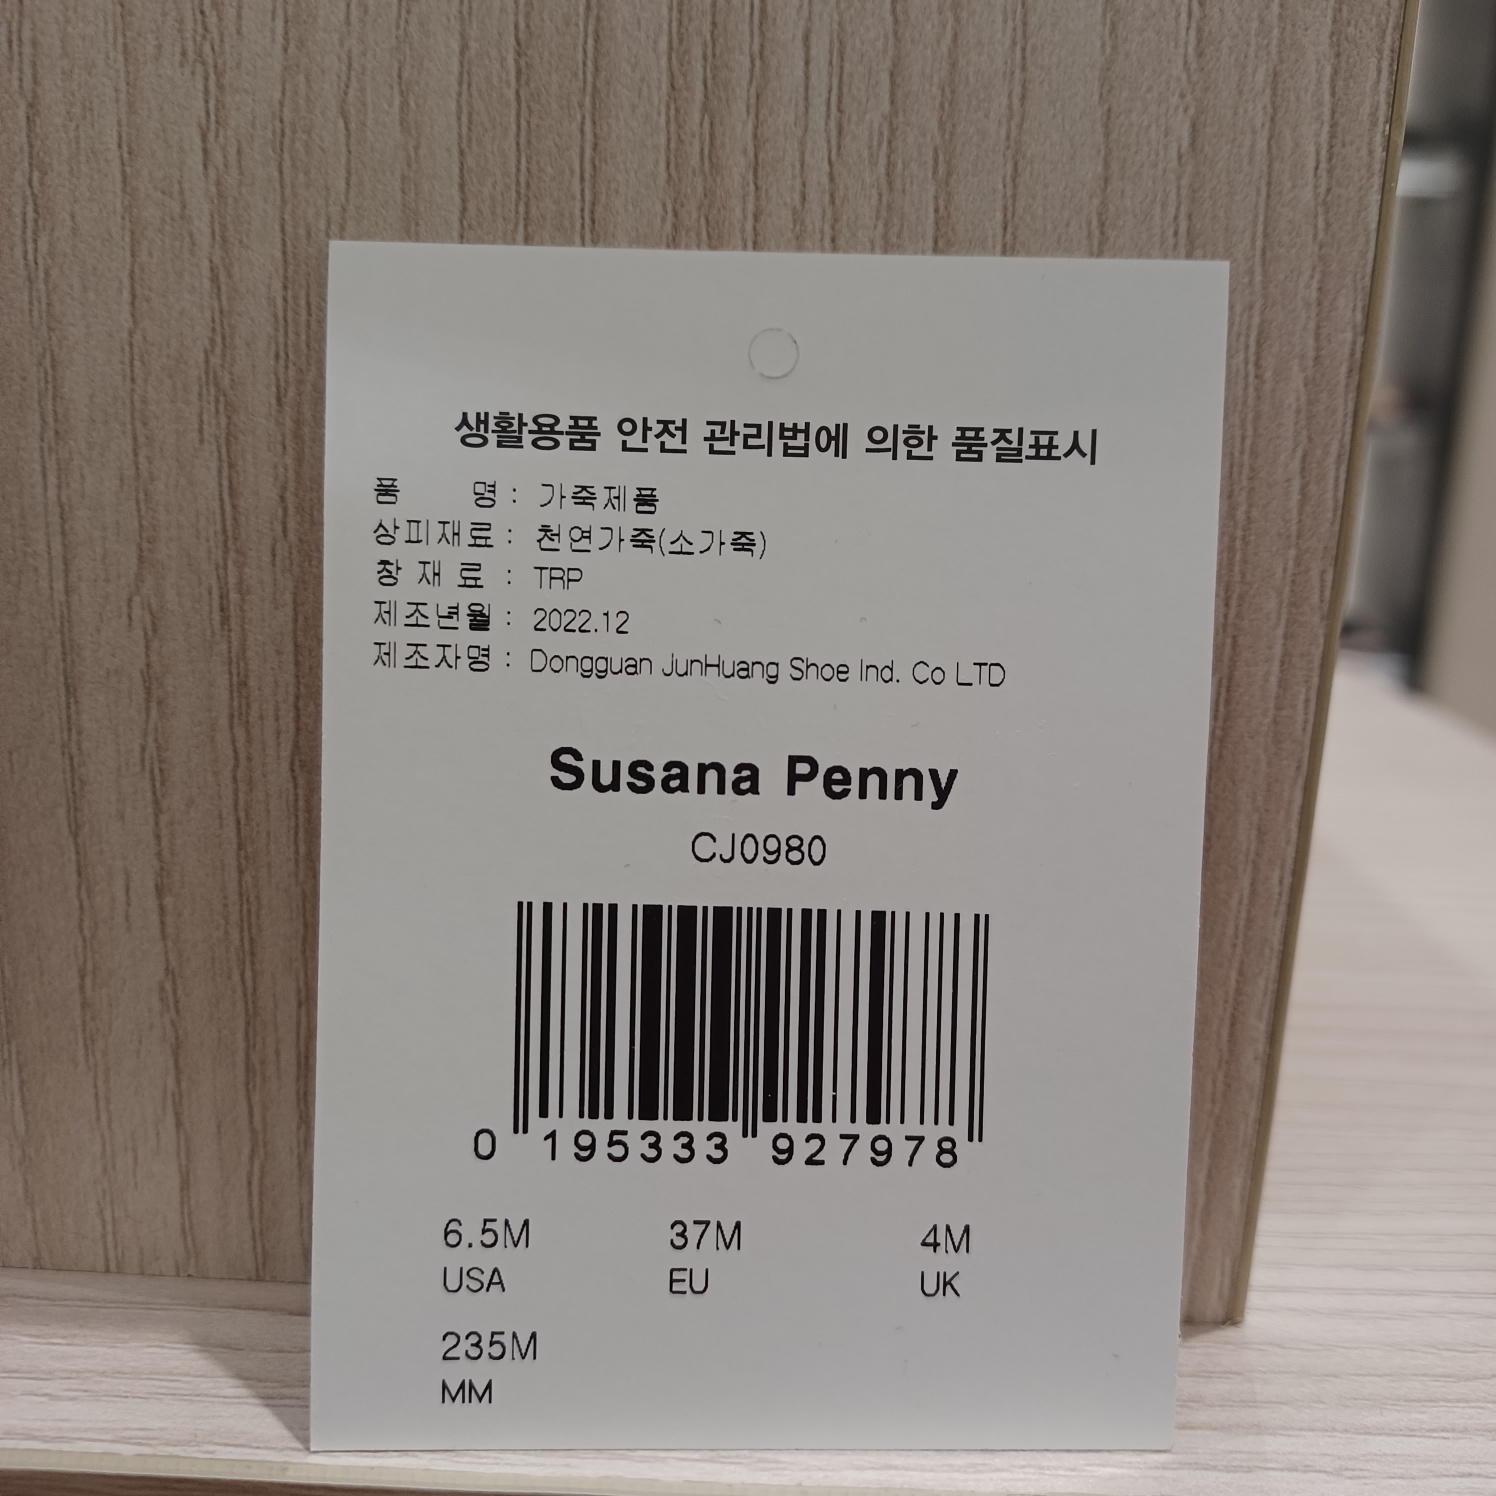 생활용품 안전 관리법에 의한 품질표시
품 명 : 가죽제품
상피재료 : 천연가죽(소가죽)
창 재 료 : TRP
제조년월 : 2022.12
제조자명 : Dongguan JunHuang Shoe Ind. Co LTD
Susana Penny
CJ0980
0 195333 927978
6.5M 37M 4M
USA EU UK
235M
MM